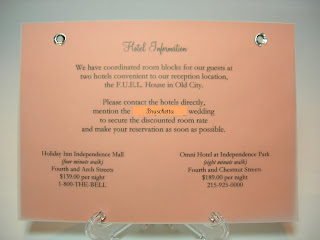 Hotel Information
We have coordinated room blocks for our guests at
two hotels convenient to our reception location,
the F.U.E.L. House in Old City.
Please contact the hotels directly,
mention the Bruschetta wedding
to secure the discounted room rate
and make your reservation as soon as possible.
Holiday Inn Independence Mall
(four minute walk)
Fourth and Arch Streets
$139.00 per night
1-800-THE-BELL
Omni Hotel at Independence Park
(eight minute walk)
Fourth and Chestnut Streets
$189.00 per night
215-925-0000